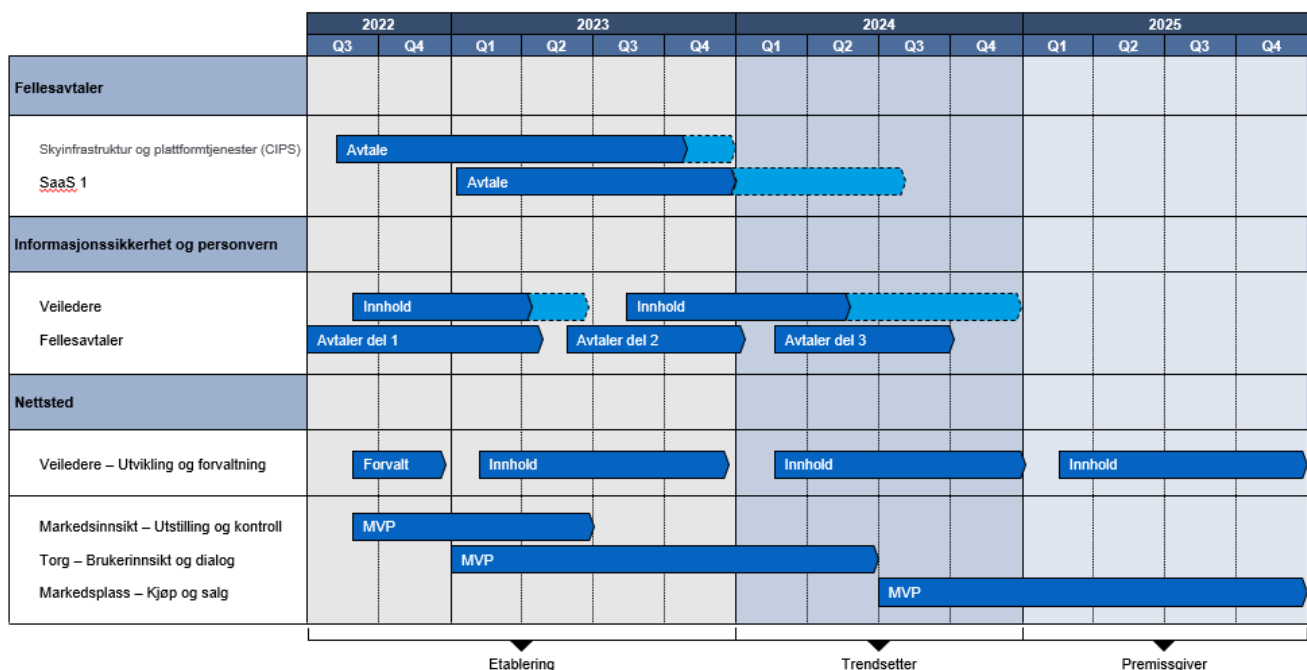 2022 2023 2024 2025
Q3 Q4 Q1 Q2 Q3 Q4 Q1 Q2 Q3 Q4 Q1 Q2 Q3 Q4
Fellesavtaler
Skyinfrastruktur og plattformtjenester (CIPS) Avtale
SaaS 1 Avtale
Informasjonssikkerhet og personvern
Veiledere Innhold Innhold
Fellesavtaler Avtaler del 1 Avtaler del 2 Avtaler del 3
Nettsted
Veiledere – Utvikling og forvaltning Forvalt Innhold Innhold Innhold
Markedsinnsikt – Utstilling og kontroll MVP
Torg – Brukerinnsikt og dialog MVP
Markedsplass – Kjøp og salg MVP
Etablering Trendsetter Premissgiver